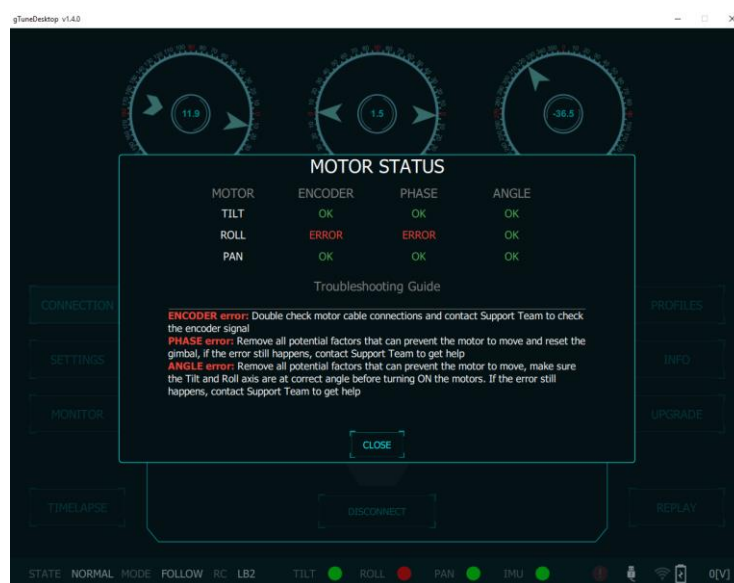 gTuneDesktop v1.4.0
11.9 1.5 -36.5
MOTOR STATUS
MOTOR ENCODER PHASE ANGLE
TILT OK OK OK
ROLL ERROR ERROR OK
PAN OK OK OK
Troubleshooting Guide
ENCODER error: Double check motor cable connections and contact Support Team to check
the encoder signal
PHASE error: Remove all potential factors that can prevent the motor to move and reset the
gimbal, if the error still happens, contact Support Team to get help
ANGLE error: Remove all potential factors that can prevent the motor to move, make sure
the Tilt and Roll axis are at correct angle before turning ON the motors. If the error still
happens, contact Support Team to get help
CLOSE
CONNECTION PROFILES
SETTINGS INFO
MONITOR UPGRADE
TIMELAPSE DISCONNECT REPLAY
STATE NORMAL MODE FOLLOW RC LB2 TILT ROLL PAN IMU 0[V]